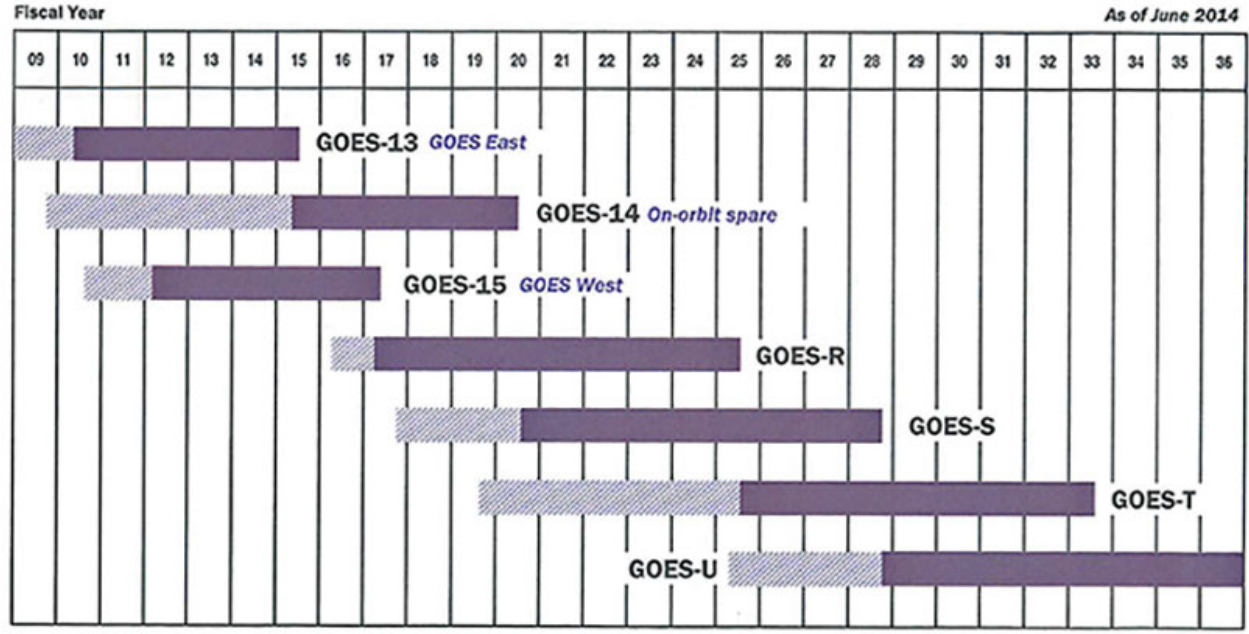 Fiscal Year As of June 2014
09 10 11 12 13 14 15 16 17 18 19 20 21 22 23 24 25 26 27 28 29 30 31 32 33 34 35 36
GOES-13 GOES East
GOES-14 On-orbit spare
GOES-15 GOES West
GOES-R
GOES-S
GOES-T
GOES-U